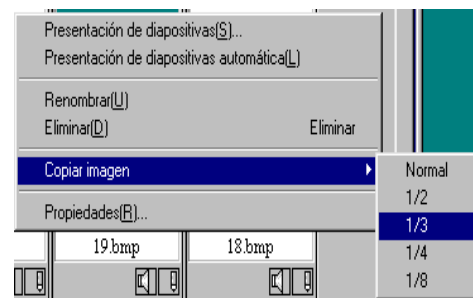 Presentación de diapositivas(S)...
Presentación de diapositivas automática(L)
Renombrar(U)
Eliminar(D) Eliminar
Copiar imagen
Propiedades(R)...
Normal
1/2
1/3
1/4
1/8
19.bmp 18.bmp